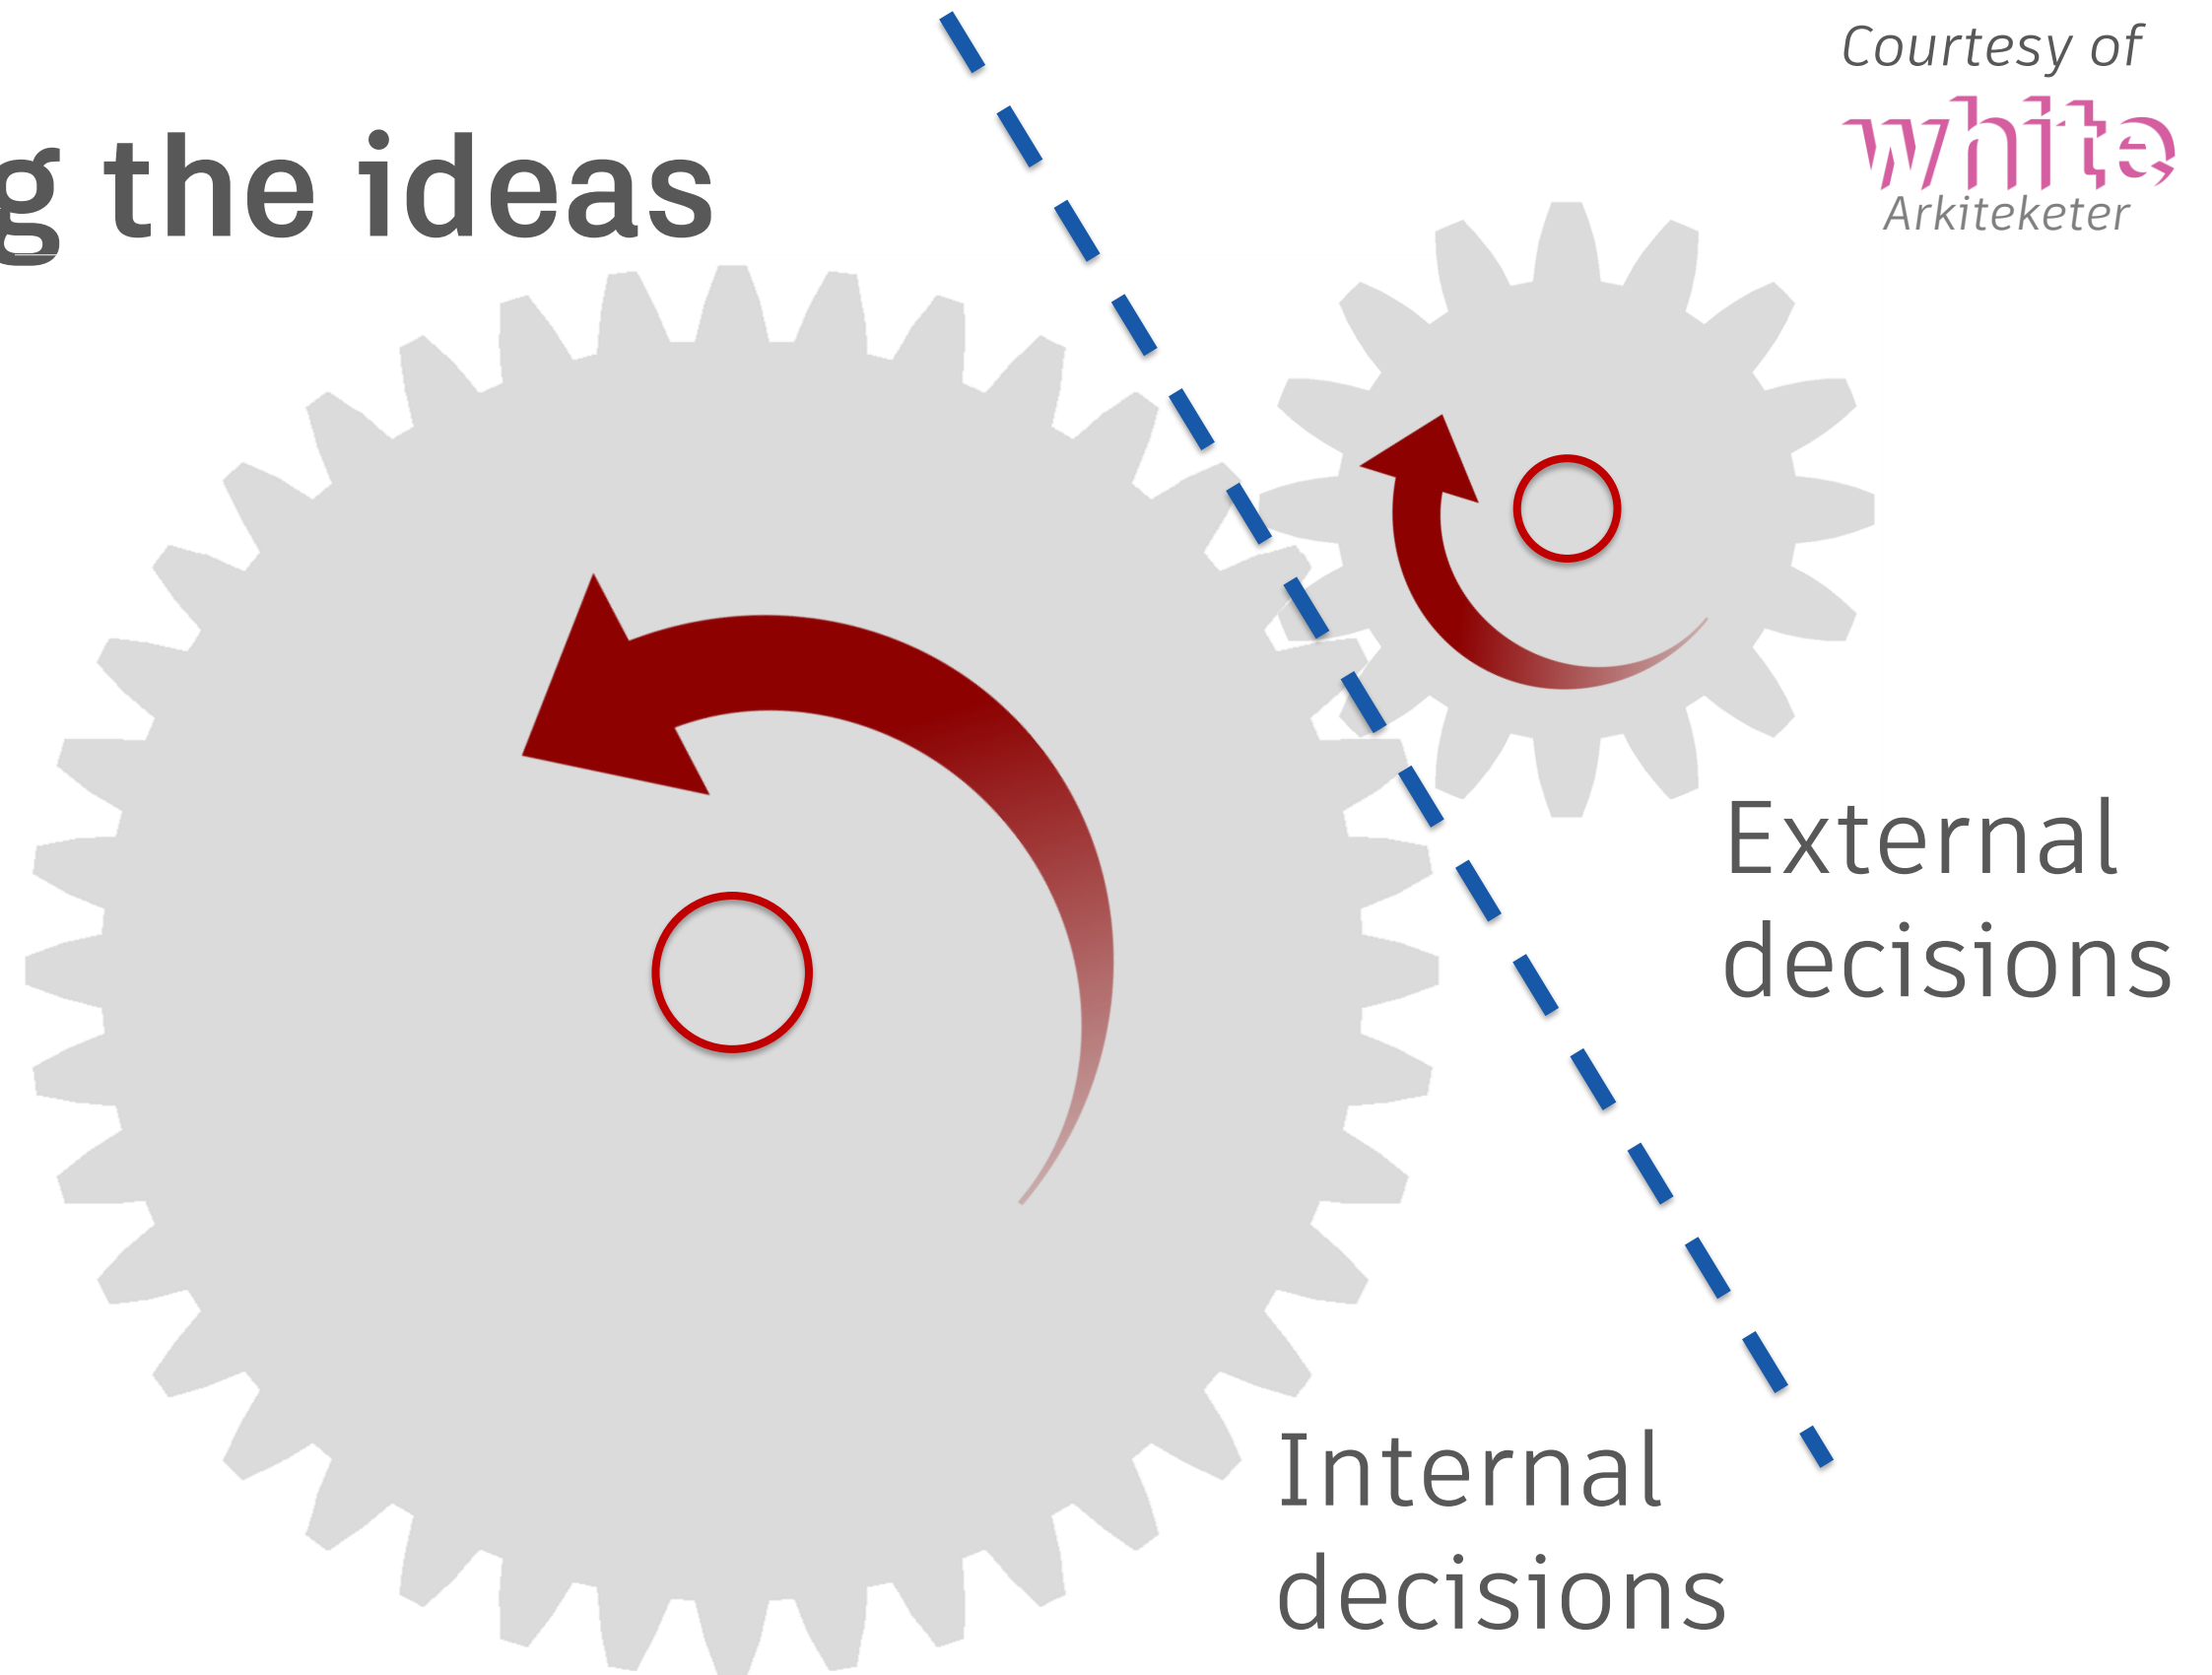 g the ideas
Courtesy of
white
Arkiteketer
External
decisions
Internal
decisions